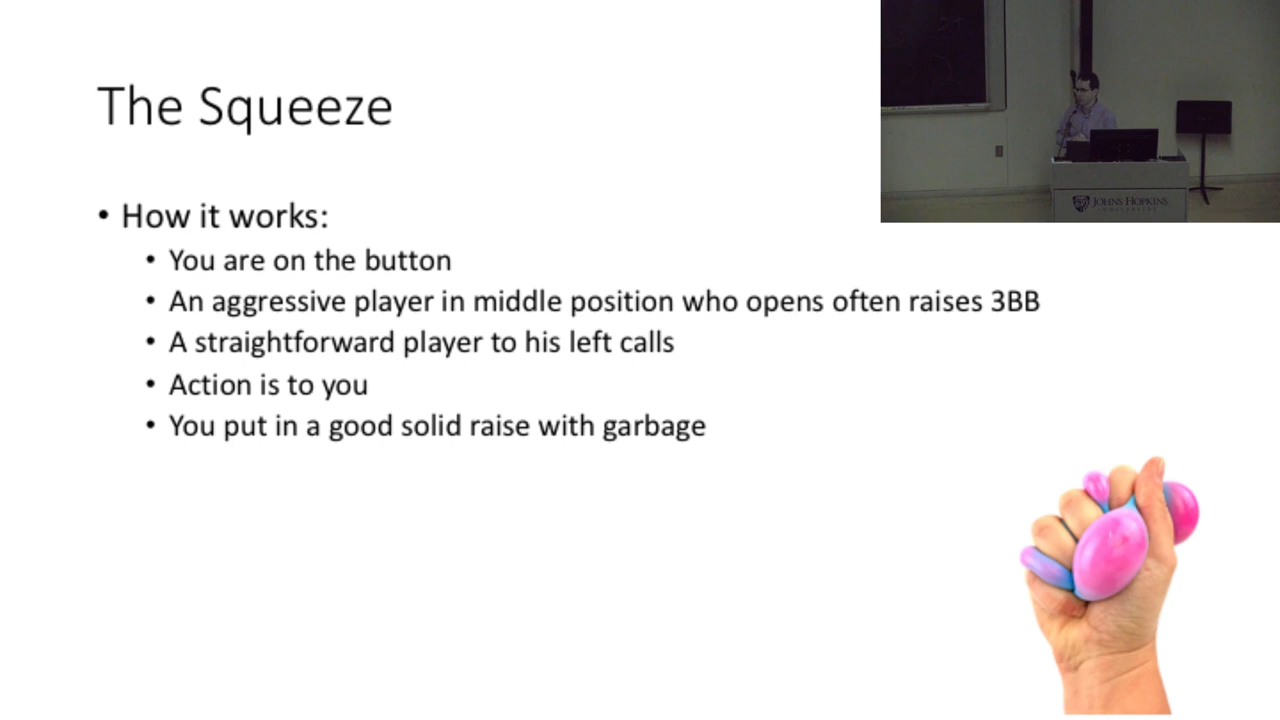 The Squeeze
• How it works:
• You are on the button
• An aggressive player in middle position who opens often raises 3BB
• A straightforward player to his left calls
• Action is to you
• You put in a good solid raise with garbage
JOHNS HOPKINS